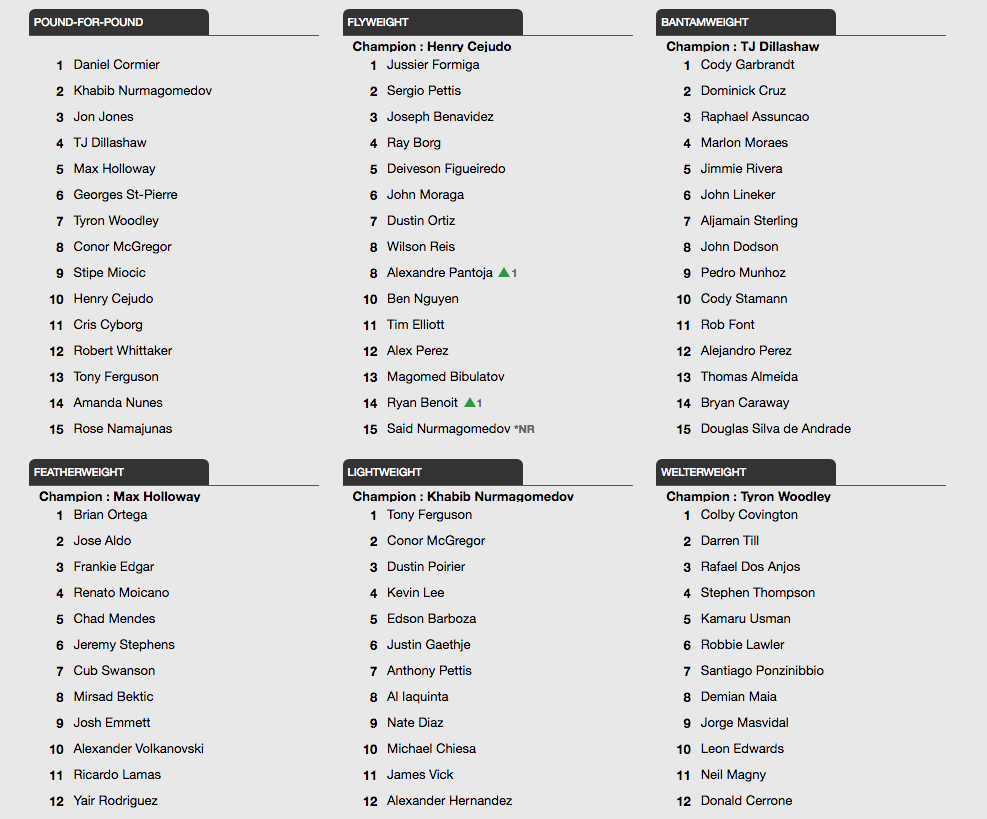 POUND-FOR-POUND
1 Daniel Cormier
2 Khabib Nurmagomedov
3 Jon Jones
4 TJ Dillashaw
5 Max Holloway
6 Georges St-Pierre
7 Tyron Woodley
8 Conor McGregor
9 Stipe Miocic
10 Henry Cejudo
11 Cris Cyborg
12 Robert Whittaker
13 Tony Ferguson
14 Amanda Nunes
15 Rose Namajunas
FLYWEIGHT
Champion : Henry Cejudo
1 Jussier Formiga
2 Sergio Pettis
3 Joseph Benavidez
4 Ray Borg
5 Deiveson Figueiredo
6 John Moraga
7 Dustin Ortiz
8 Wilson Reis
8 Alexandre Pantoja ▲1
10 Ben Nguyen
11 Tim Elliott
12 Alex Perez
13 Magomed Bibulatov
14 Ryan Benoit ▲1
15 Said Nurmagomedov *NR
BANTAMWEIGHT
Champion : TJ Dillashaw
1 Cody Garbrandt
2 Dominick Cruz
3 Raphael Assuncao
4 Marlon Moraes
5 Jimmie Rivera
6 John Lineker
7 Aljamain Sterling
8 John Dodson
9 Pedro Munhoz
10 Cody Stamann
11 Rob Font
12 Alejandro Perez
13 Thomas Almeida
14 Bryan Caraway
15 Douglas Silva de Andrade
FEATHERWEIGHT
Champion : Max Holloway
1 Brian Ortega
2 Jose Aldo
3 Frankie Edgar
4 Renato Moicano
5 Chad Mendes
6 Jeremy Stephens
7 Cub Swanson
8 Mirsad Bektic
9 Josh Emmett
10 Alexander Volkanovski
11 Ricardo Lamas
12 Yair Rodriguez
LIGHTWEIGHT
Champion : Khabib Nurmagomedov
1 Tony Ferguson
2 Conor McGregor
3 Dustin Poirier
4 Kevin Lee
5 Edson Barboza
6 Justin Gaethje
7 Anthony Pettis
8 Al Iaquinta
9 Nate Diaz
10 Michael Chiesa
11 James Vick
12 Alexander Hernandez
WELTERWEIGHT
Champion : Tyron Woodley
1 Colby Covington
2 Darren Till
3 Rafael Dos Anjos
4 Stephen Thompson
5 Kamaru Usman
6 Robbie Lawler
7 Santiago Ponzinibbio
8 Demian Maia
9 Jorge Masvidal
10 Leon Edwards
11 Neil Magny
12 Donald Cerrone